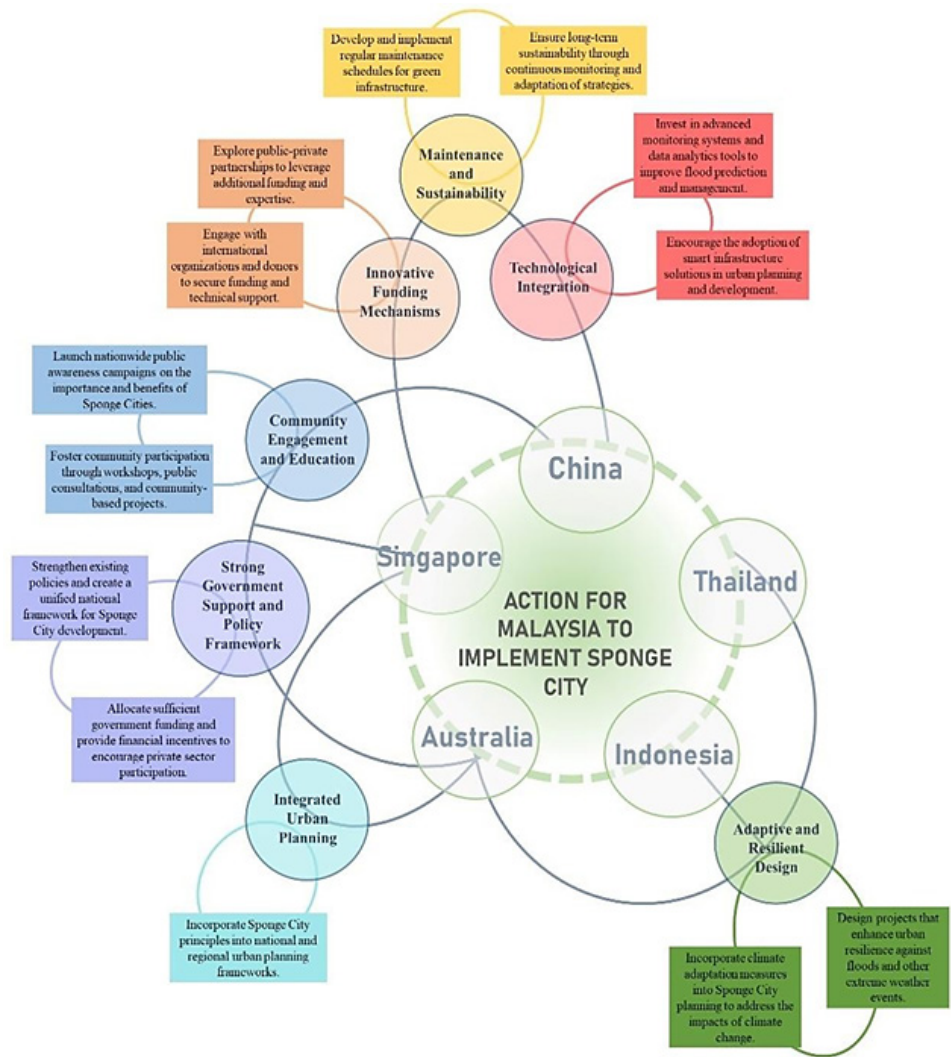 Develop and implement
regular maintenance
schedules for green
infrastructure.
Ensure long-term
sustainability through
continuous monitoring and
adaptation of strategies.
Maintenance
and
Sustainability
Invest in advanced
monitoring systems and
data analytics tools to
improve flood prediction
and management.
Encourage the adoption of
smart infrastructure
solutions in urban planning
and development.
Technological
Integration
Explore public-private
partnerships to leverage
additional funding and
expertise.
Engage with
international
organizations and donors
to secure funding and
technical support.
Innovative
Funding
Mechanisms
Launch nationwide public
awareness campaigns on the
importance and benefits of
Sponge Cities.
Foster community participation
through workshops, public
consultations, and community-
based projects.
Community
Engagement
and Education
Strengthen existing
policies and create a
unified national
framework for Sponge
City development.
Allocate sufficient
government funding and
provide financial incentives to
encourage private sector
participation.
Strong
Government
Support and
Policy
Framework
China
Singapore
Thailand
ACTION FOR
MALAYSIA TO
IMPLEMENT SPONGE
CITY
Australia
Indonesia
Integrated
Urban
Planning
Incorporate Sponge City
principles into national and
regional urban planning
frameworks.
Adaptive and
Resilient
Design
Incorporate climate
adaptation measures
into Sponge City
planning to address the
impacts of climate
change.
Design projects that
enhance urban
resilience against
floods and other
extreme weather
events.